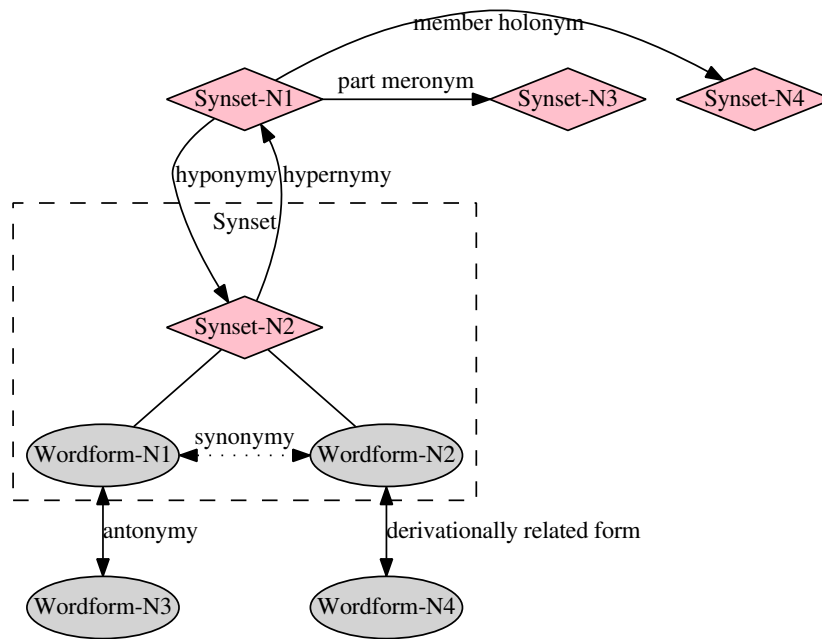 member holonym
Synset-N1
part meronym
Synset-N3
Synset-N4
hyponymy
hypernymy
Synset
Synset-N2
Wordform-N1
synonymy
Wordform-N2
antonymy
derivationally related form
Wordform-N3
Wordform-N4